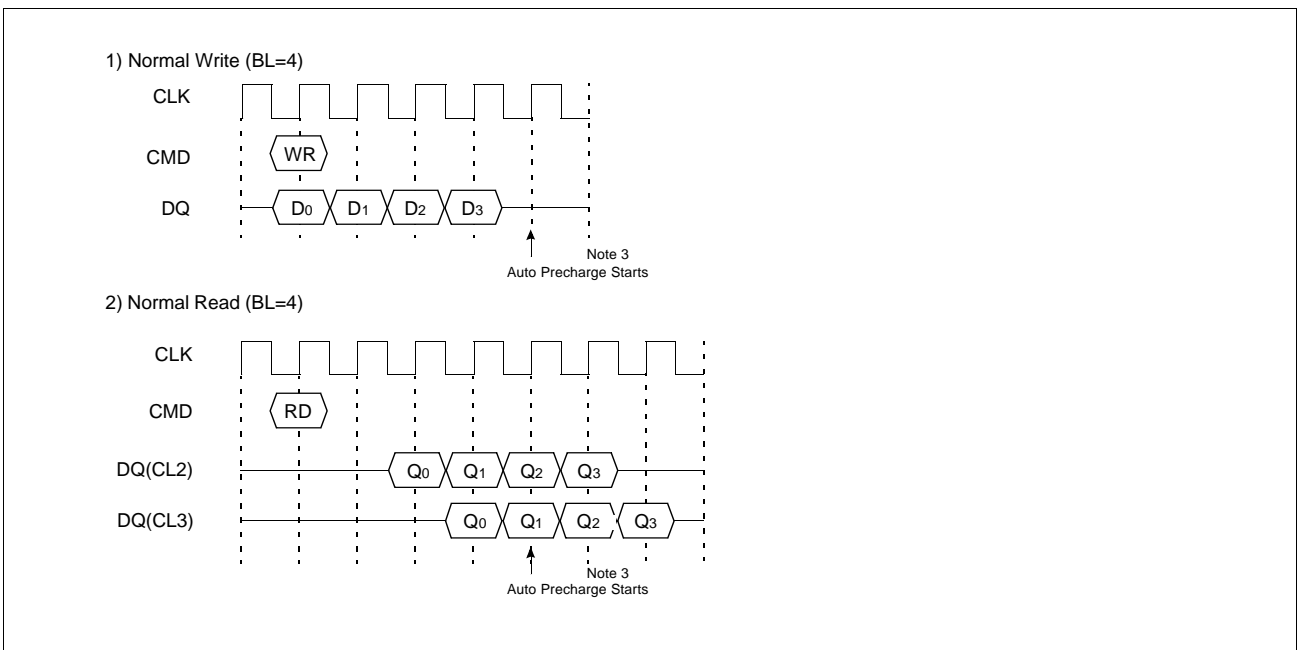 1) Normal Write (BL=4)
CLK
CMD WR
DQ D0 D1 D2 D3
Note 3
Auto Precharge Starts
2) Normal Read (BL=4)
CLK
CMD RD
DQ(CL2) Q0 Q1 Q2 Q3
DQ(CL3) Q0 Q1 Q2 Q3
Note 3
Auto Precharge Starts